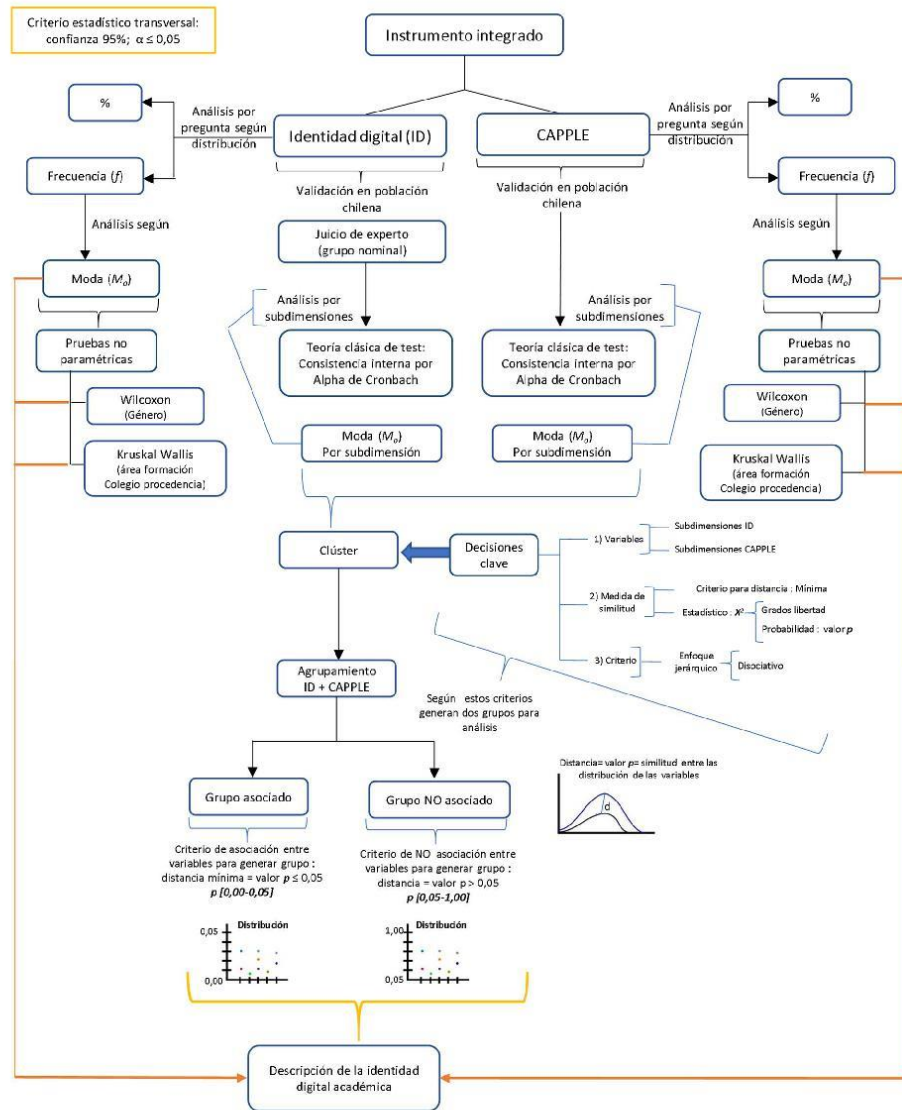 Criterio estadístico transversal:
confianza 95%; α ≤ 0,05
Instrumento integrado
%
Análisis por
pregunta según
distribución
Identidad digital (ID)
CAPPLE
Análisis por
pregunta según
distribución
%
Frecuencia (f)
Validación en población
chilena
Validación en población
chilena
Frecuencia (f)
Análisis según
Juicio de experto
(grupo nominal)
Análisis según
Moda (Mo)
Análisis por
subdimensiones
Análisis por
subdimensiones
Moda (Mo)
Pruebas no
paramétricas
Teoría clásica de test:
Consistencia interna por
Alpha de Cronbach
Teoría clásica de test:
Consistencia interna por
Alpha de Cronbach
Pruebas no
paramétricas
Wilcoxon
(Género)
Wilcoxon
(Género)
Moda (Mo)
Por subdimensión
Moda (Mo)
Por subdimensión
Kruskal Wallis
(área formación
Colegio procedencia)
Kruskal Wallis
(área formación
Colegio procedencia)
Clúster
Decisiones
clave
1) Variables
Subdimensiones ID
Subdimensiones CAPPLE
2) Medida de
similitud
Criterio para distancia : Mínima
Estadístico : X²
Grados libertad
Probabilidad : valor p
3) Criterio
Enfoque
jerárquico
Disociativo
Agrupamiento
ID + CAPPLE
Según estos criterios
generan dos grupos para
análisis
Distancia= valor p= similitud entre las
distribución de las variables
d
Grupo asociado
Grupo NO asociado
Criterio de asociación entre
variables para generar grupo :
distancia mínima = valor p ≤ 0,05
p [0,00-0,05]
Criterio de NO asociación entre
variables para generar grupo :
distancia = valor p > 0,05
p [0,05-1,00]
Distribución
0,05
0,00
Distribución
1,00
0,05
Descripción de la identidad
digital académica